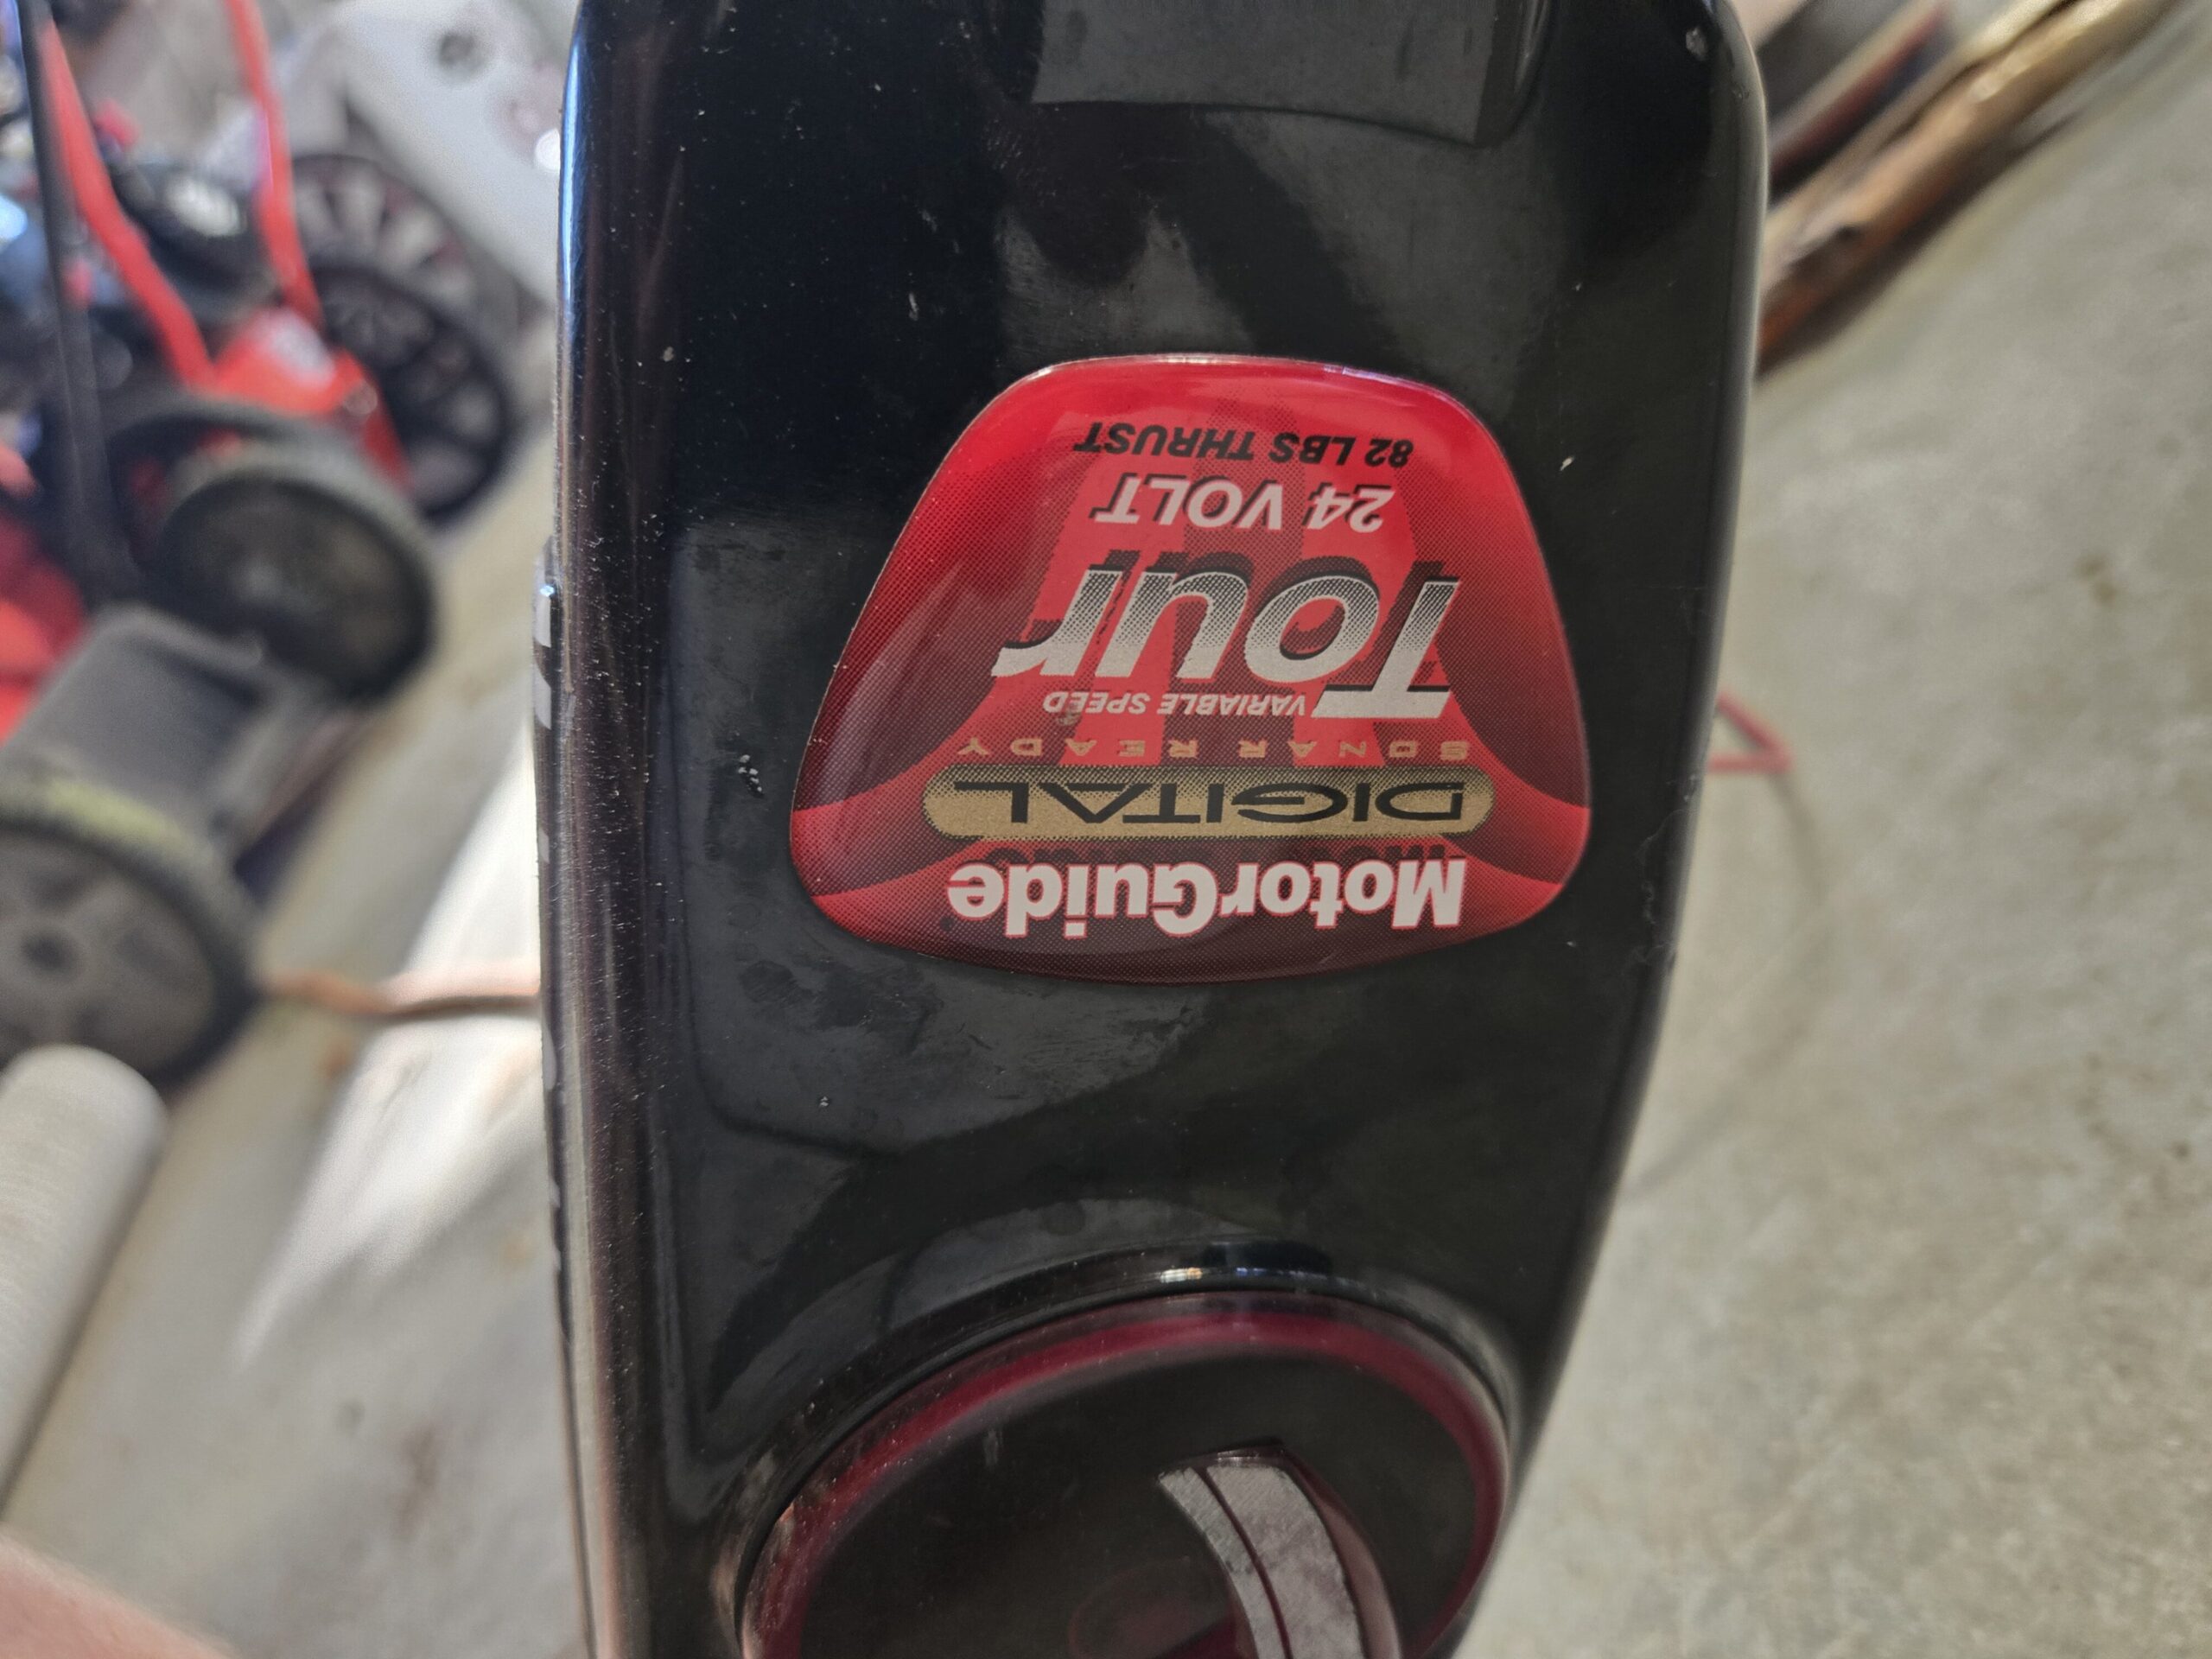 MotorGuide
DIGITAL
SONAR READY
VARIABLE SPEED
Tour
24 VOLT
82 LBS THRUST